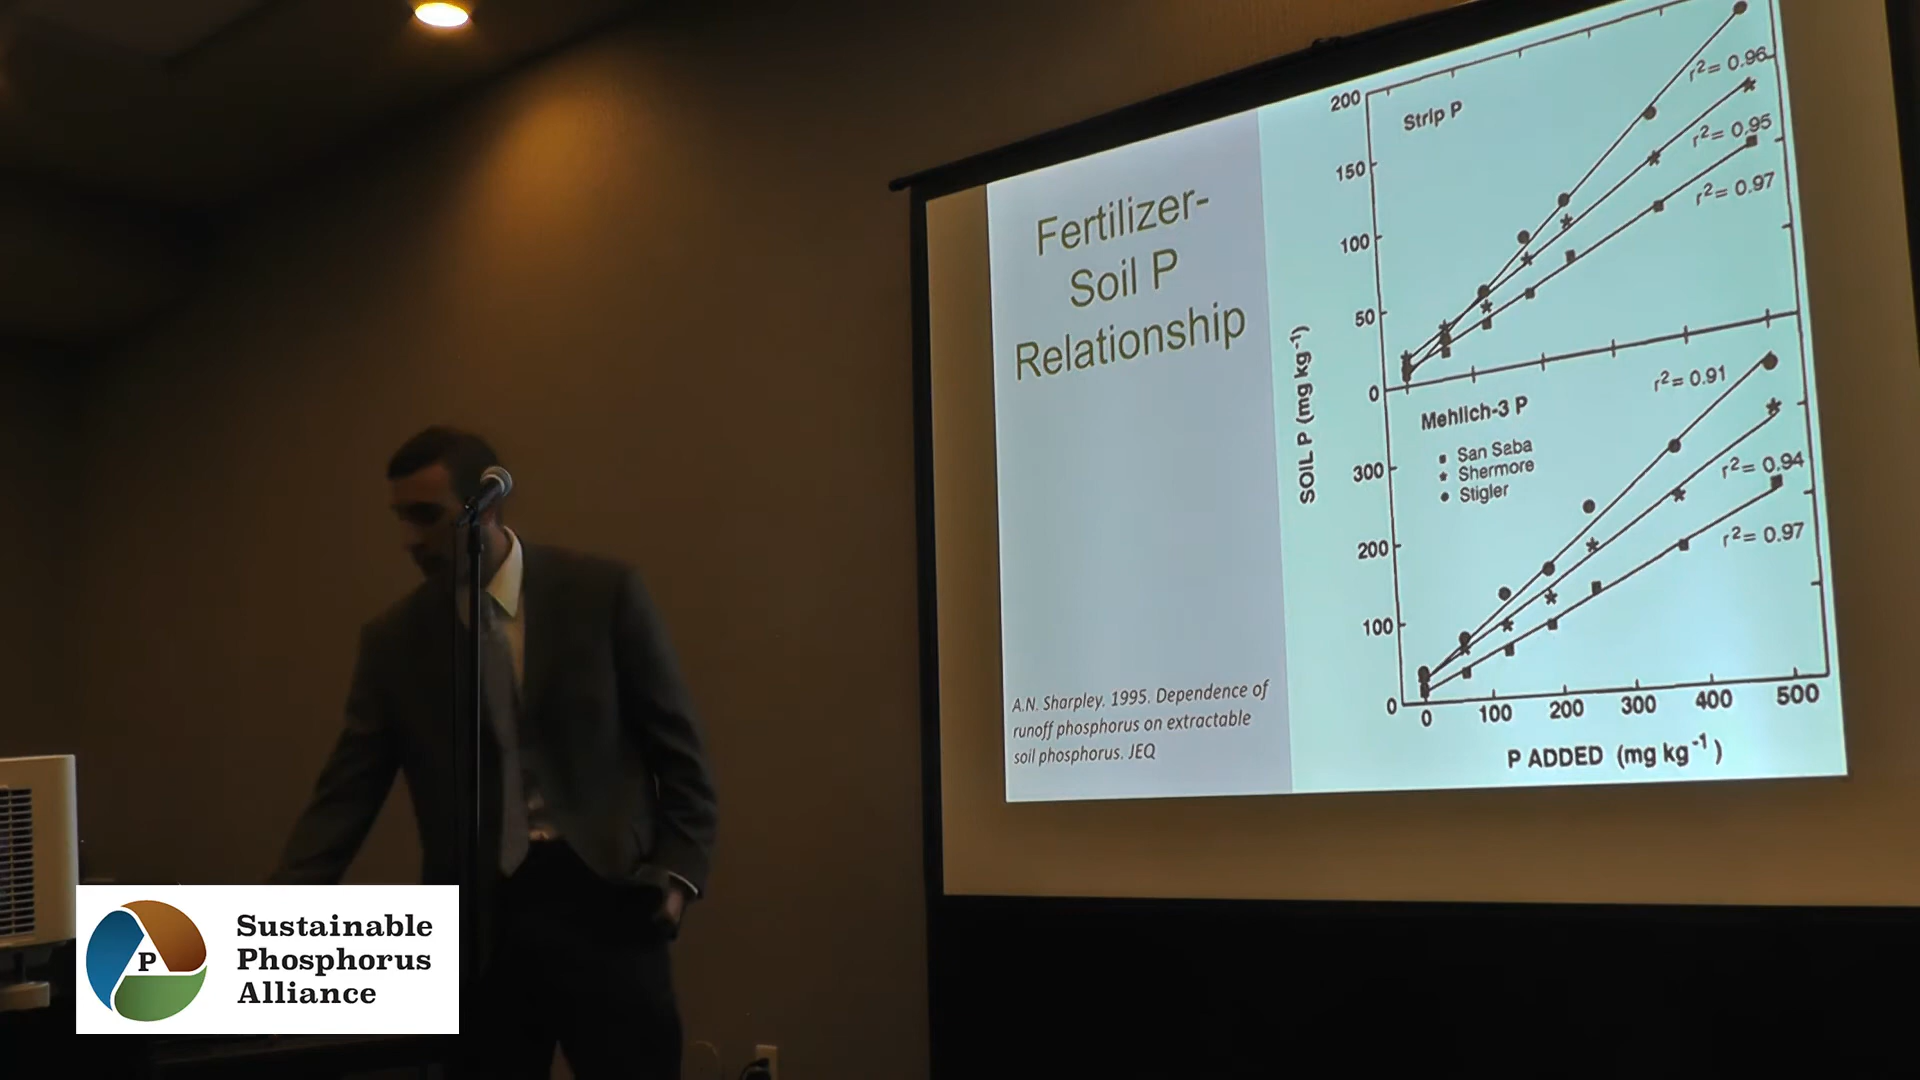 Fertilizer-
Soil P
Relationship
A.N. Sharpley. 1995. Dependence of
runoff phosphorus on extractable
soil phosphorus. JEQ
SOIL P (mg kg⁻¹)
200
150
100
50
0
Strip P
r²= 0.96
r²= 0.95
r²= 0.97
300
200
100
0
Mehlich-3 P
San Saba
Shermore
Stigler
r²= 0.91
r²= 0.94
r²= 0.97
0 100 200 300 400 500
P ADDED (mg kg⁻¹)
P
Sustainable
Phosphorus
Alliance